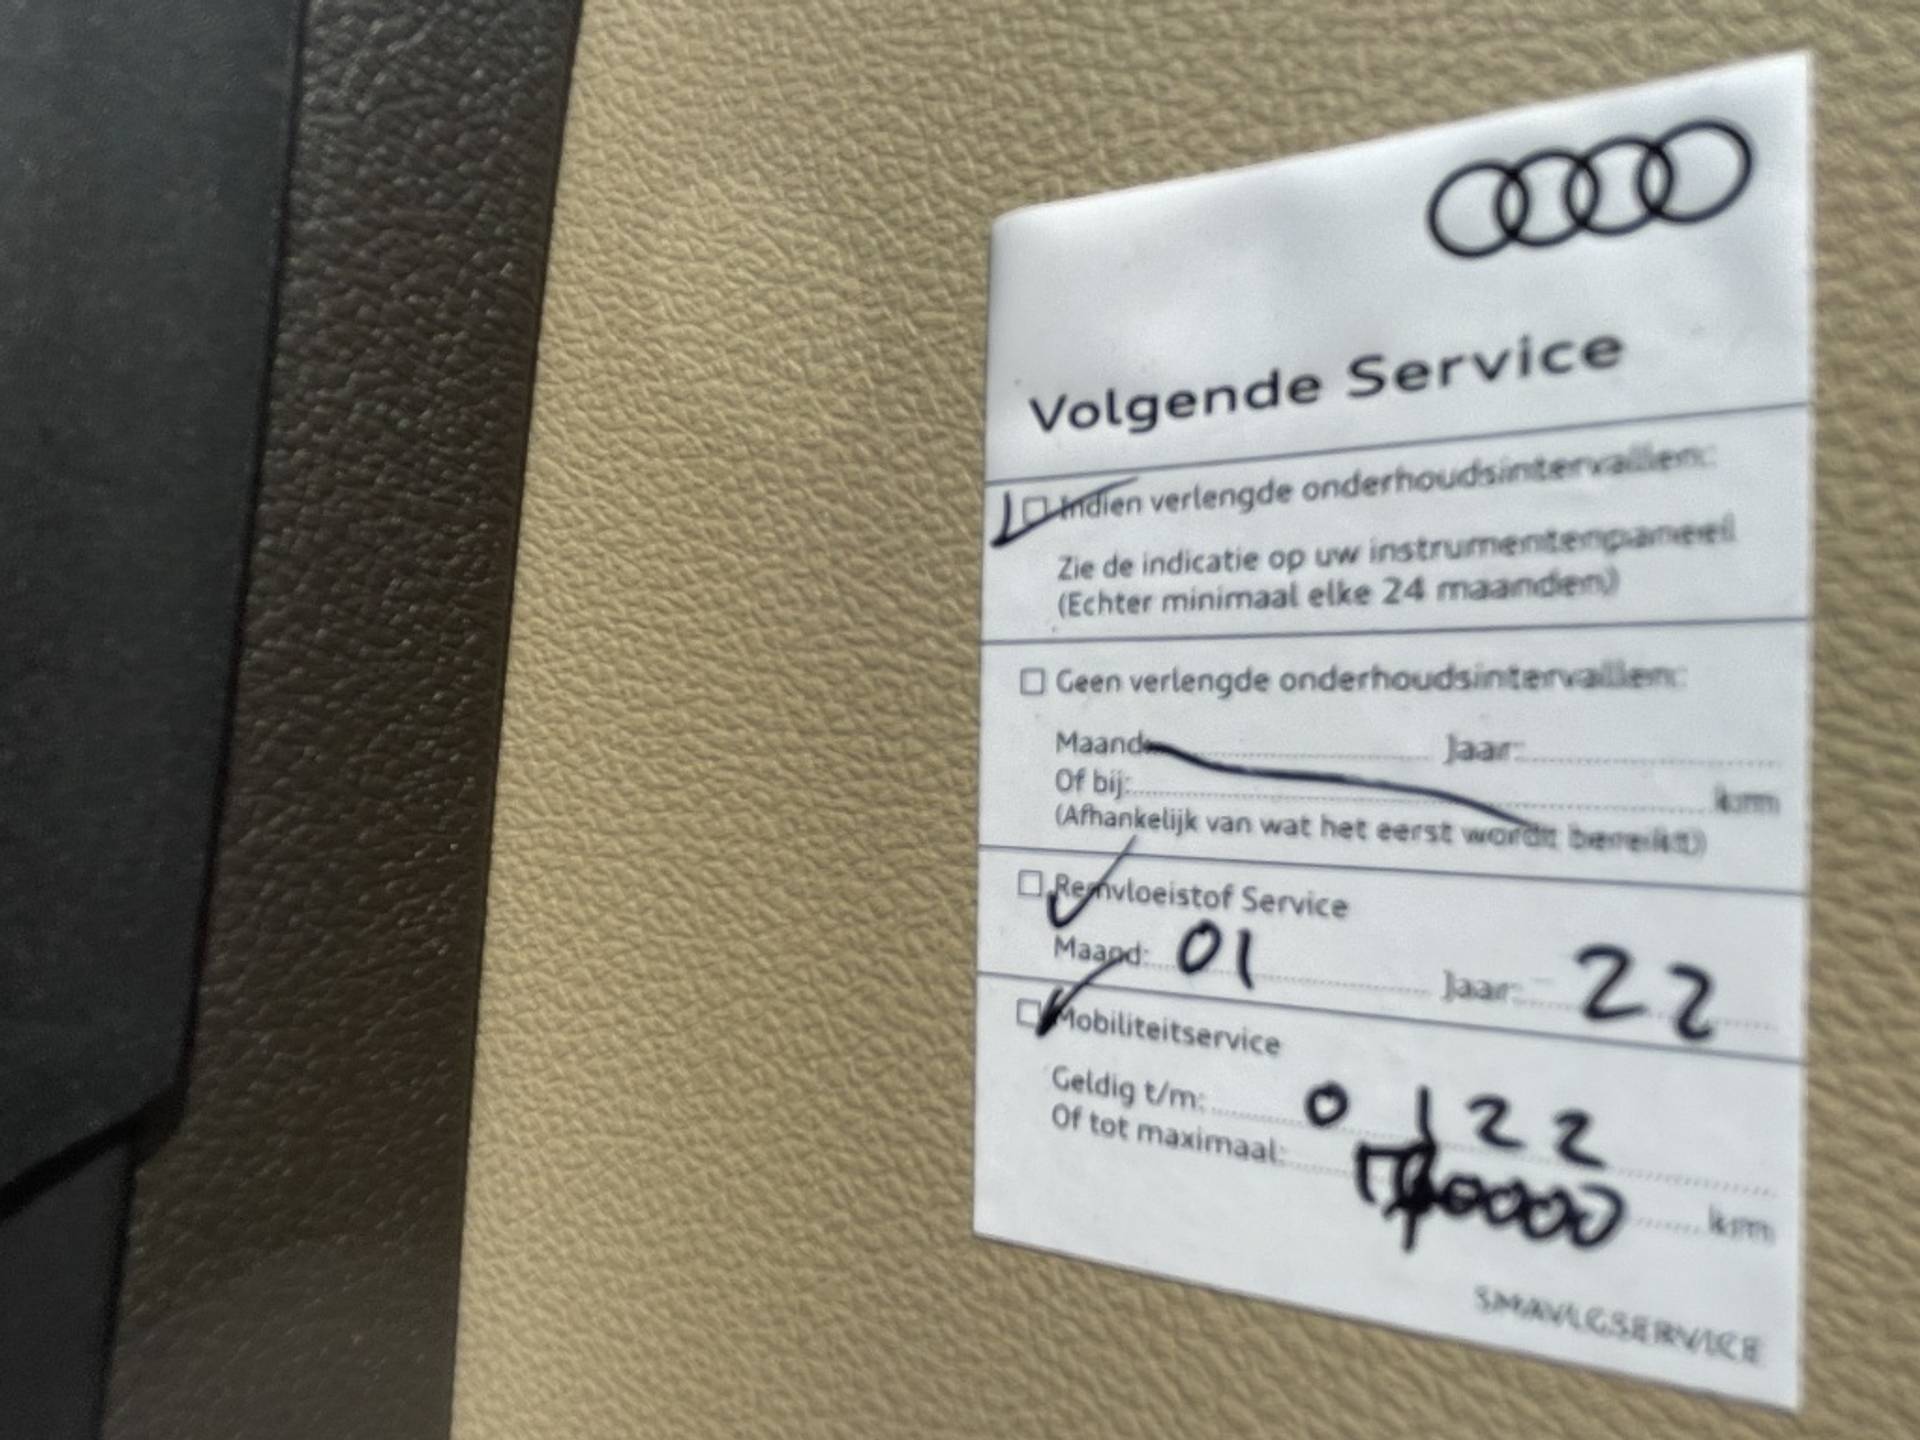 Volgende Service
Indien verlengde onderhoudsintervallen:
Zie de indicatie op uw instrumentenpaneel
(Echter minimaal elke 24 maanden)
Geen verlengde onderhoudsintervallen:
Maand: Jaar:
Of bij: km
(Afhankelijk van wat het eerst wordt bereikt)
Remvloeistof Service
Maand: 01 Jaar: 22
Mobiliteitservice
Geldig t/m: 0122
Of tot maximaal: km
SMAVLGSERVICE